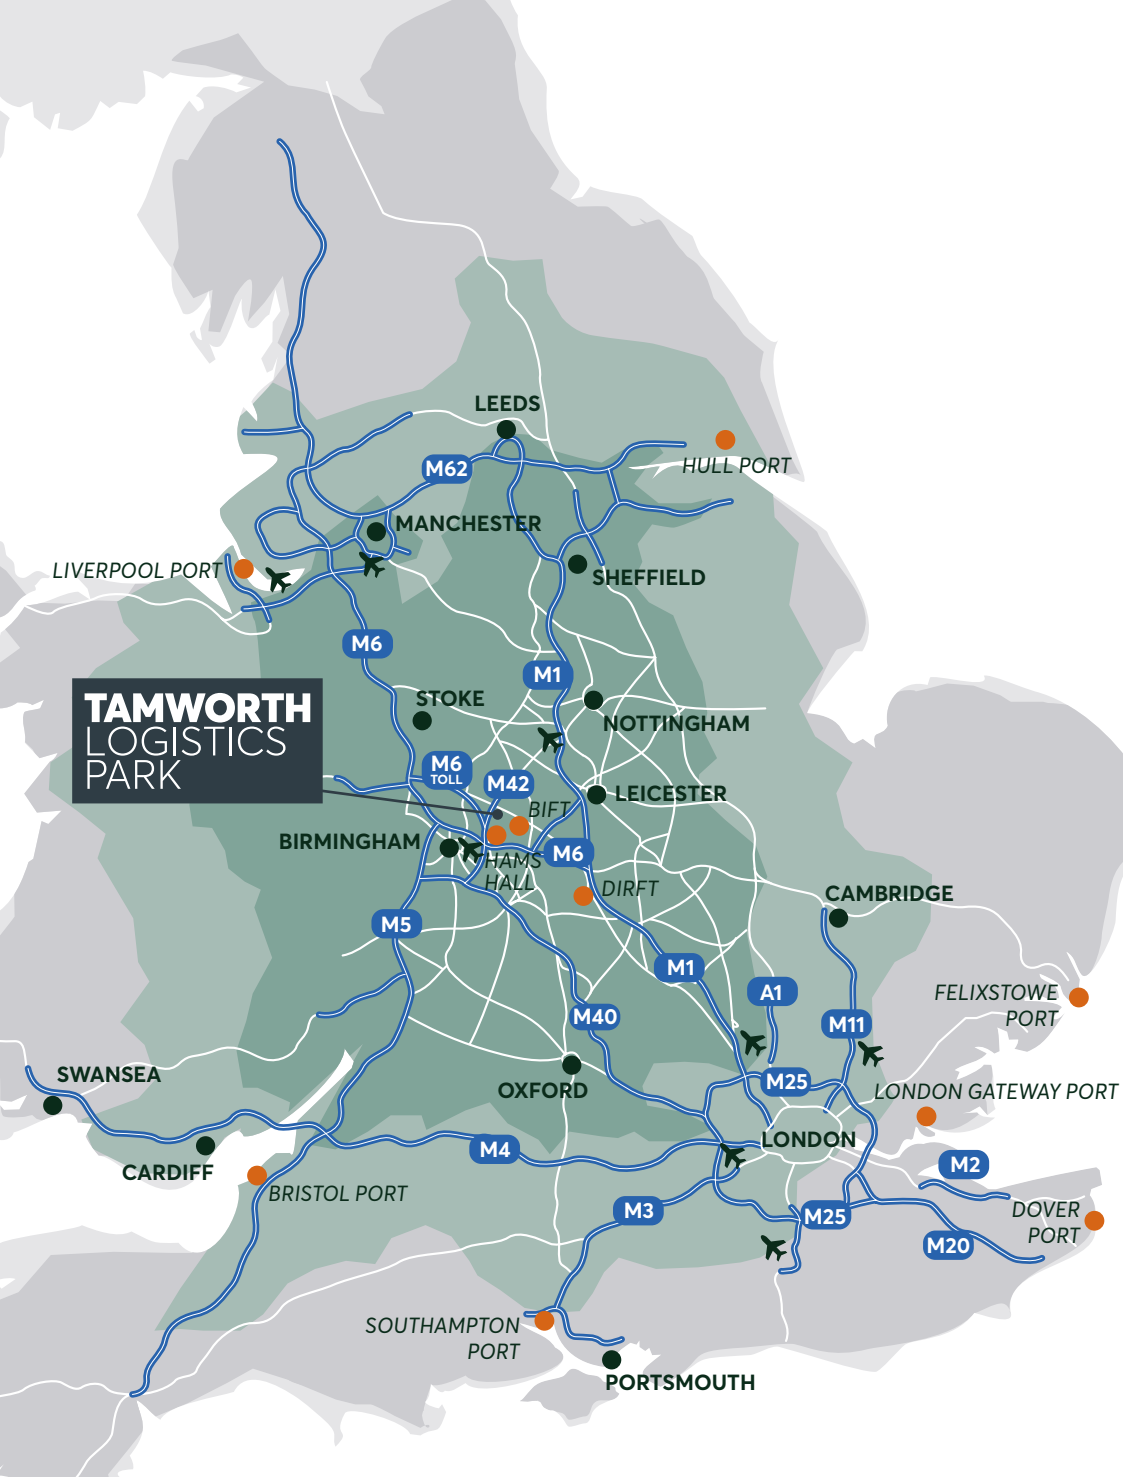 LEEDS
M62
HULL PORT
MANCHESTER
LIVERPOOL PORT
SHEFFIELD
M6
M1
TAMWORTH
LOGISTICS
PARK
STOKE
NOTTINGHAM
M6
TOLL
M42
LEICESTER
BIFT
BIRMINGHAM
HAMS
HALL
M6
DIRFT
CAMBRIDGE
M5
M1
A1
FELIXSTOWE
PORT
M40
M11
SWANSEA
OXFORD
M25
LONDON GATEWAY PORT
LONDON
M4
CARDIFF
M2
BRISTOL PORT
M3
M25
DOVER
PORT
M20
SOUTHAMPTON
PORT
PORTSMOUTH